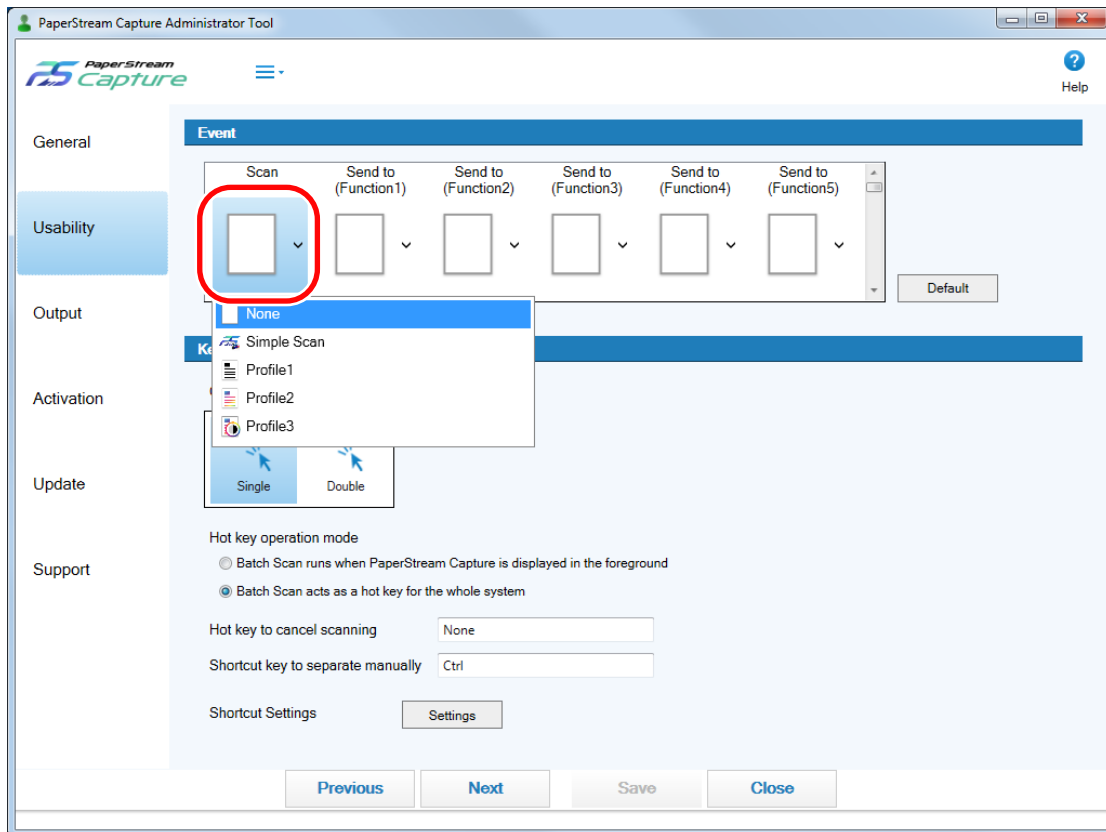 PaperStream Capture Administrator Tool
PaperStream
Capture
Help
General
Usability
Output
Activation
Update
Support
Event
Scan
Send to
(Function1)
Send to
(Function2)
Send to
(Function3)
Send to
(Function4)
Send to
(Function5)
Default
None
Simple Scan
Profile1
Profile2
Profile3
Single
Double
Hot key operation mode
Batch Scan runs when PaperStream Capture is displayed in the foreground
Batch Scan acts as a hot key for the whole system
Hot key to cancel scanning
None
Shortcut key to separate manually
Ctrl
Shortcut Settings
Settings
Previous
Next
Save
Close